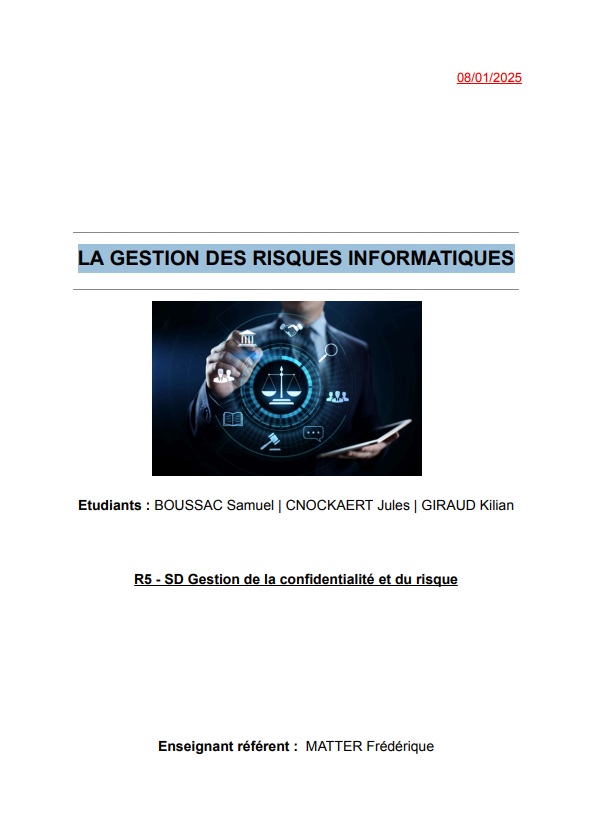 08/01/2025
LA GESTION DES RISQUES INFORMATIQUES
Etudiants : BOUSSAC Samuel | CNOCKAERT Jules | GIRAUD Kilian
R5 - SD Gestion de la confidentialité et du risque
Enseignant référent : MATTER Frédérique